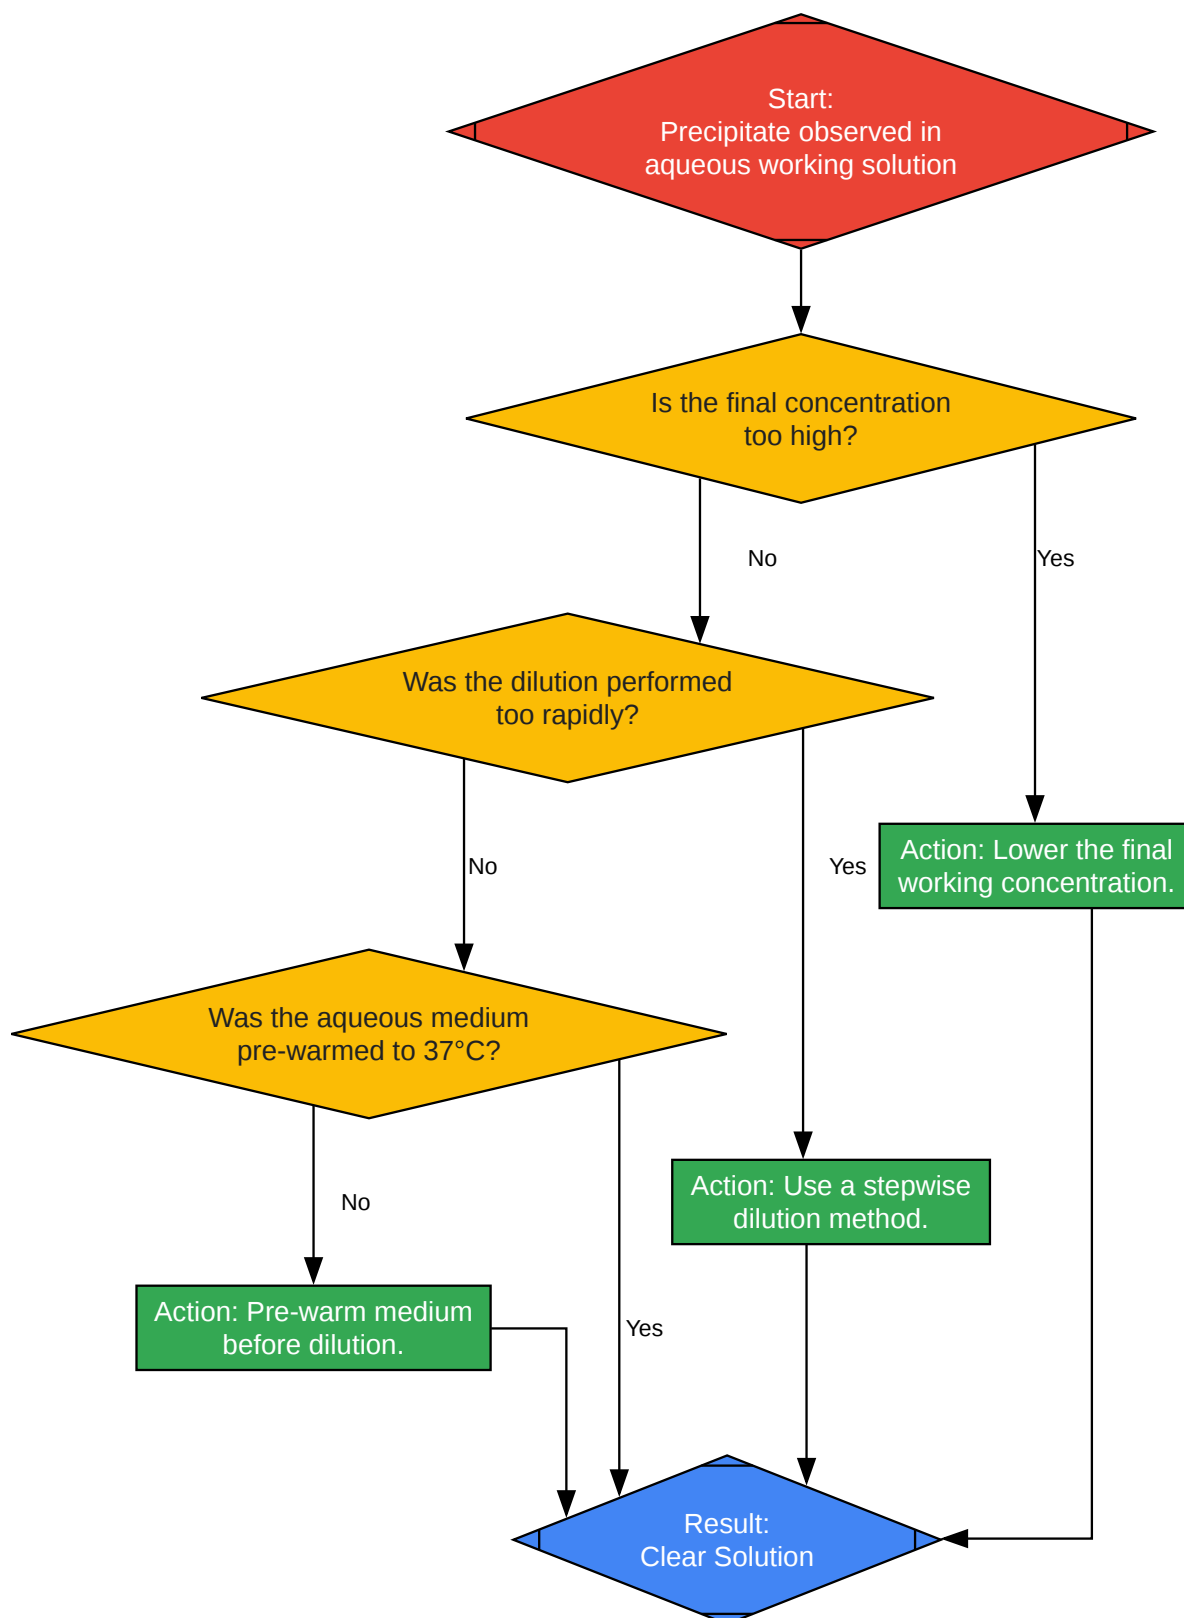 Start:
Precipitate observed in
aqueous working solution
Is the final concentration
too high?
No
Yes
Was the dilution performed
too rapidly?
No
Yes
Action: Lower the final
working concentration.
Was the aqueous medium
pre-warmed to 37°C?
No
Action: Use a stepwise
dilution method.
Action: Pre-warm medium
before dilution.
Yes
Result:
Clear Solution